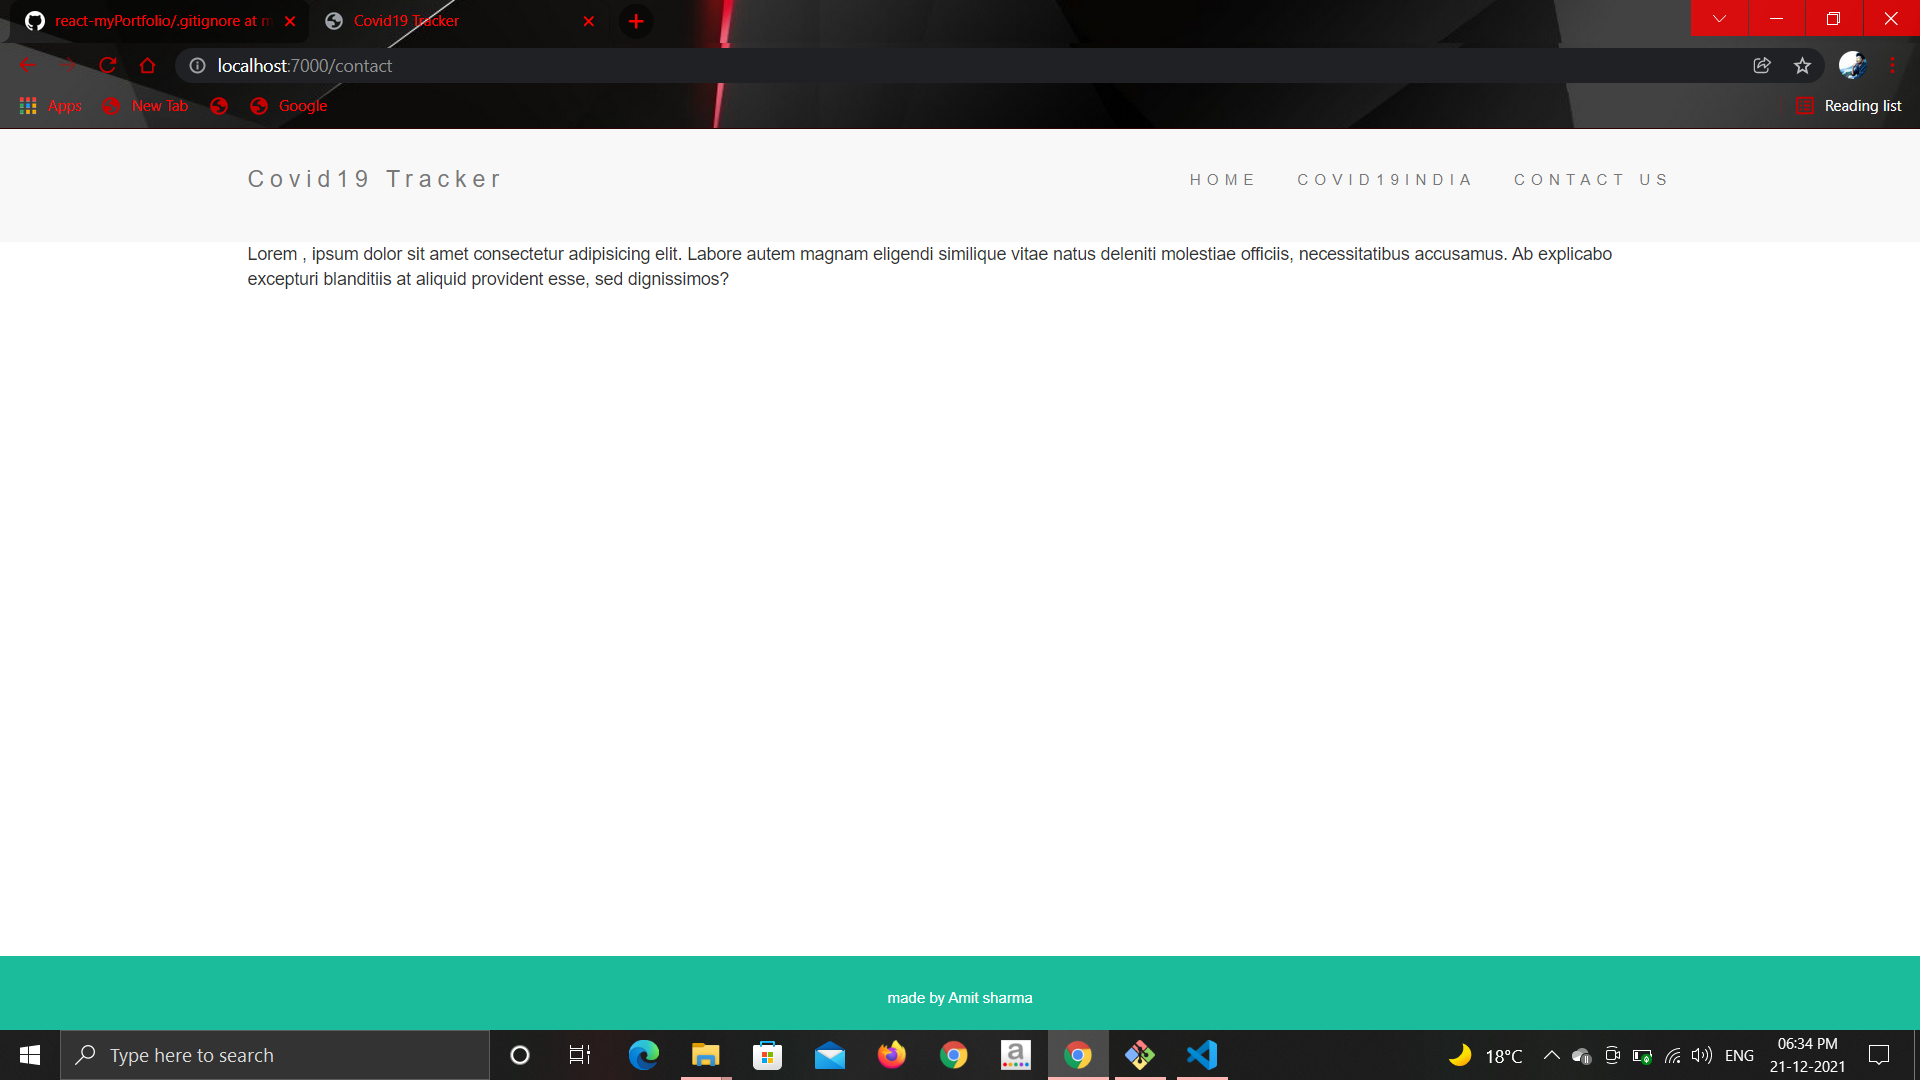 react-myPortfolio/.gitignore at m
Covid19 Tracker
localhost:7000/contact
Apps
New Tab
Google
Reading list
Covid19 Tracker
HOME
COVID19INDIA
CONTACT US
Lorem , ipsum dolor sit amet consectetur adipisicing elit. Labore autem magnam eligendi similique vitae natus deleniti molestiae officiis, necessitatibus accusamus. Ab explicabo
excepturi blanditiis at aliquid provident esse, sed dignissimos?
made by Amit sharma
Type here to search
a
18°C
ENG
06:34 PM
21-12-2021